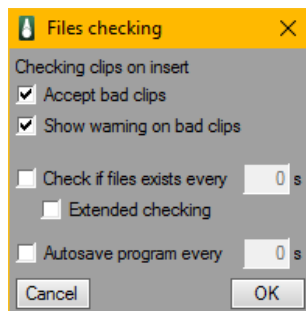 Files checking
Checking clips on insert
Accept bad clips
Show warning on bad clips
Check if files exists every 0 s
Extended checking
Autosave program every 0 s
Cancel OK